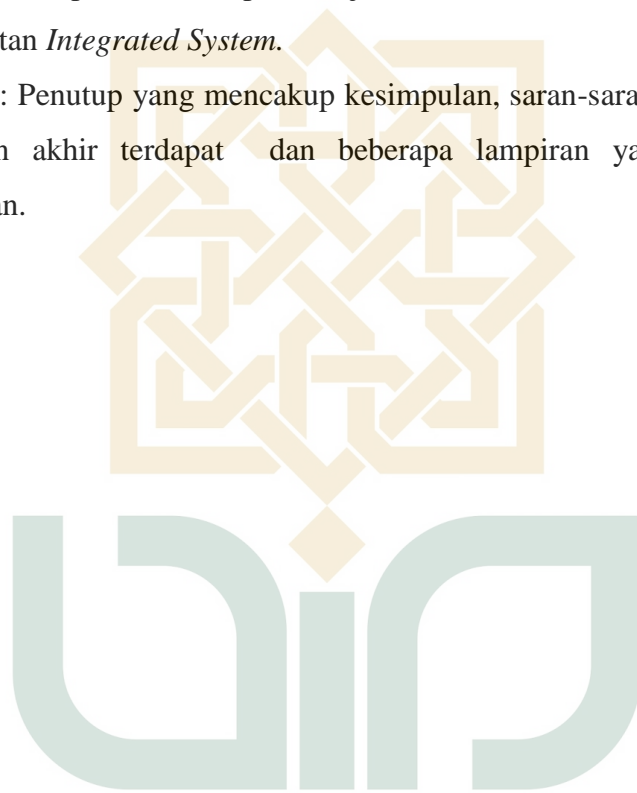 tan Integrated System.
: Penutup yang mencakup kesimpulan, saran-sara
akhir terdapat dan beberapa lampiran ya
an.